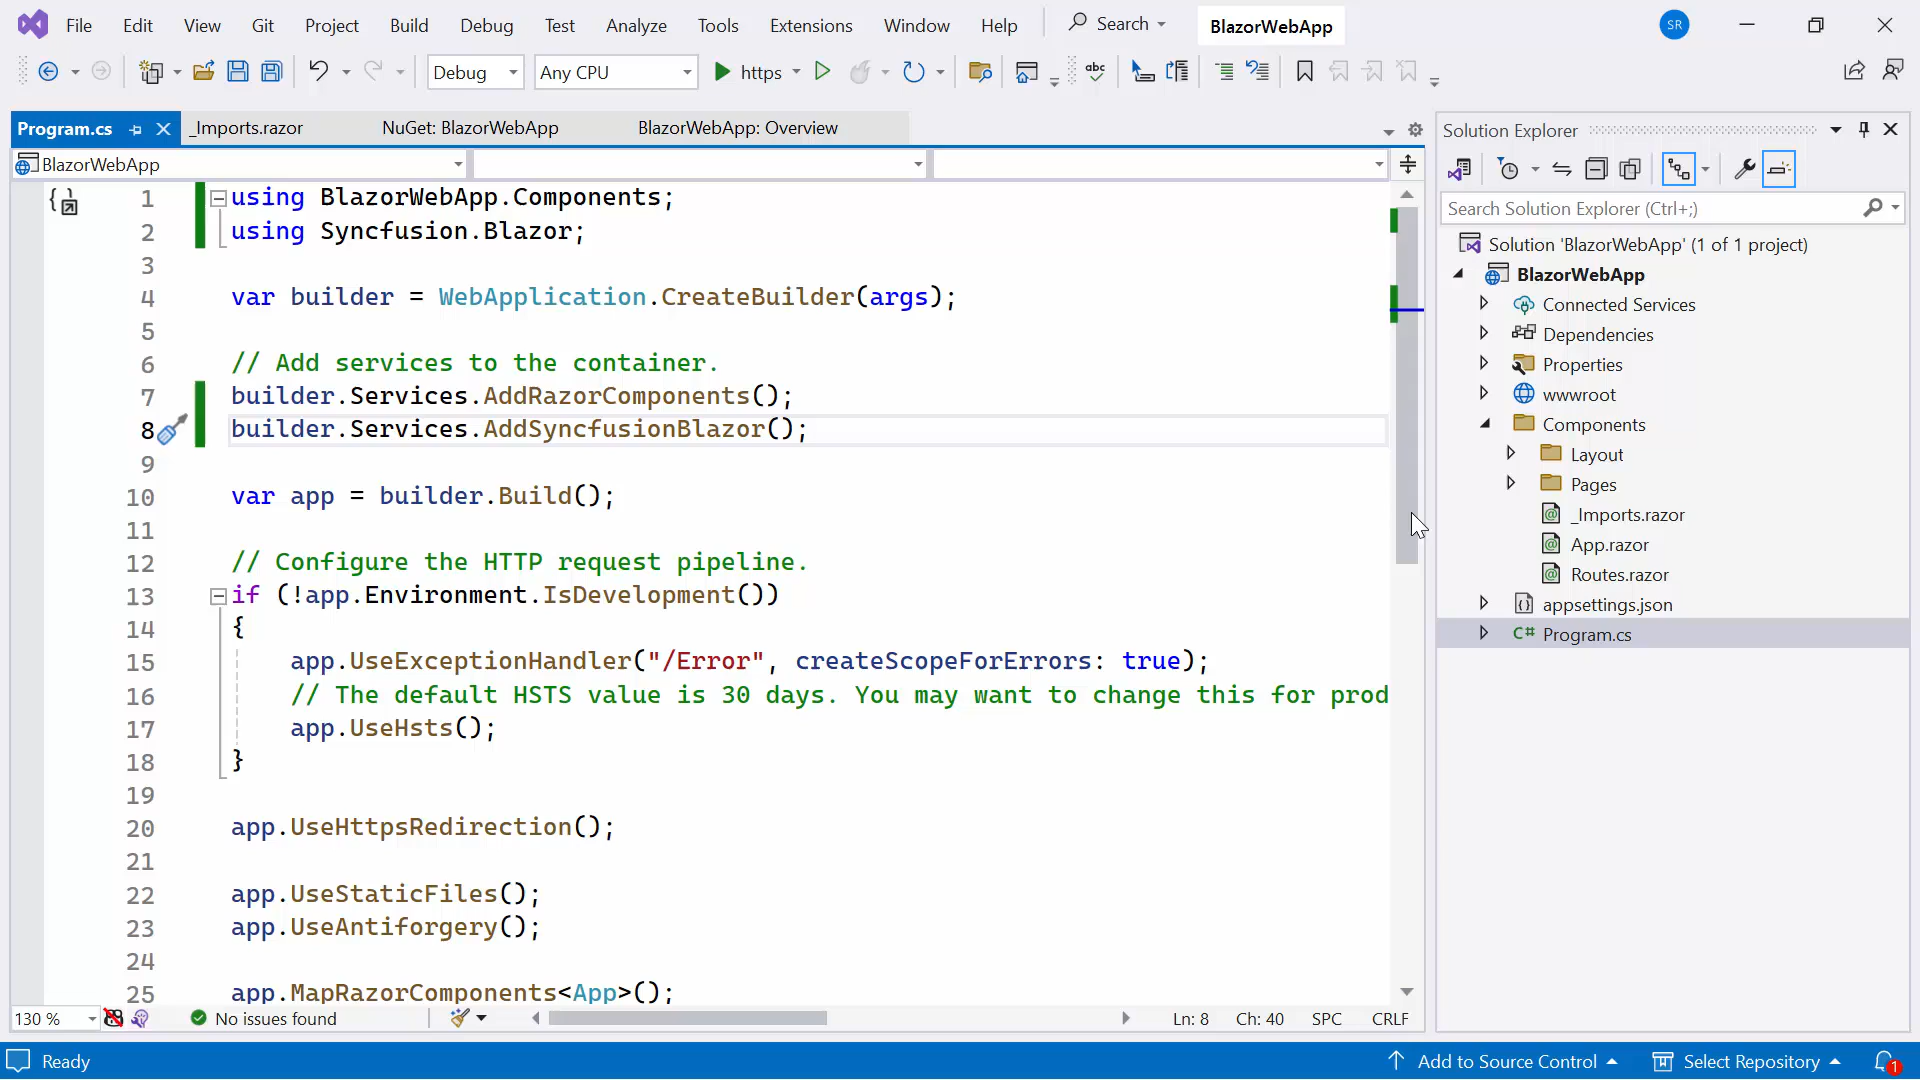 File Edit View Git Project Build Debug Test Analyze Tools Extensions Window Help Search BlazorWebApp SR
Debug Any CPU https abc
Program.cs _Imports.razor NuGet: BlazorWebApp BlazorWebApp: Overview
BlazorWebApp
1 using BlazorWebApp.Components;
2 using Syncfusion.Blazor;
3
4 var builder = WebApplication.CreateBuilder(args);
5
6 // Add services to the container.
7 builder.Services.AddRazorComponents();
8 builder.Services.AddSyncfusionBlazor();
9
10 var app = builder.Build();
11
12 // Configure the HTTP request pipeline.
13 if (!app.Environment.IsDevelopment())
14 {
15 app.UseExceptionHandler("/Error", createScopeForErrors: true);
16 // The default HSTS value is 30 days. You may want to change this for prod
17 app.UseHsts();
18 }
19
20 app.UseHttpsRedirection();
21
22 app.UseStaticFiles();
23 app.UseAntiforgery();
24
25 app.MapRazorComponents<App>();
130 % No issues found Ln: 8 Ch: 40 SPC CRLF
Solution Explorer
Search Solution Explorer (Ctrl+;)
Solution 'BlazorWebApp' (1 of 1 project)
BlazorWebApp
Connected Services
Dependencies
Properties
wwwroot
Components
Layout
Pages
_Imports.razor
App.razor
Routes.razor
appsettings.json
C# Program.cs
Ready Add to Source Control Select Repository 1